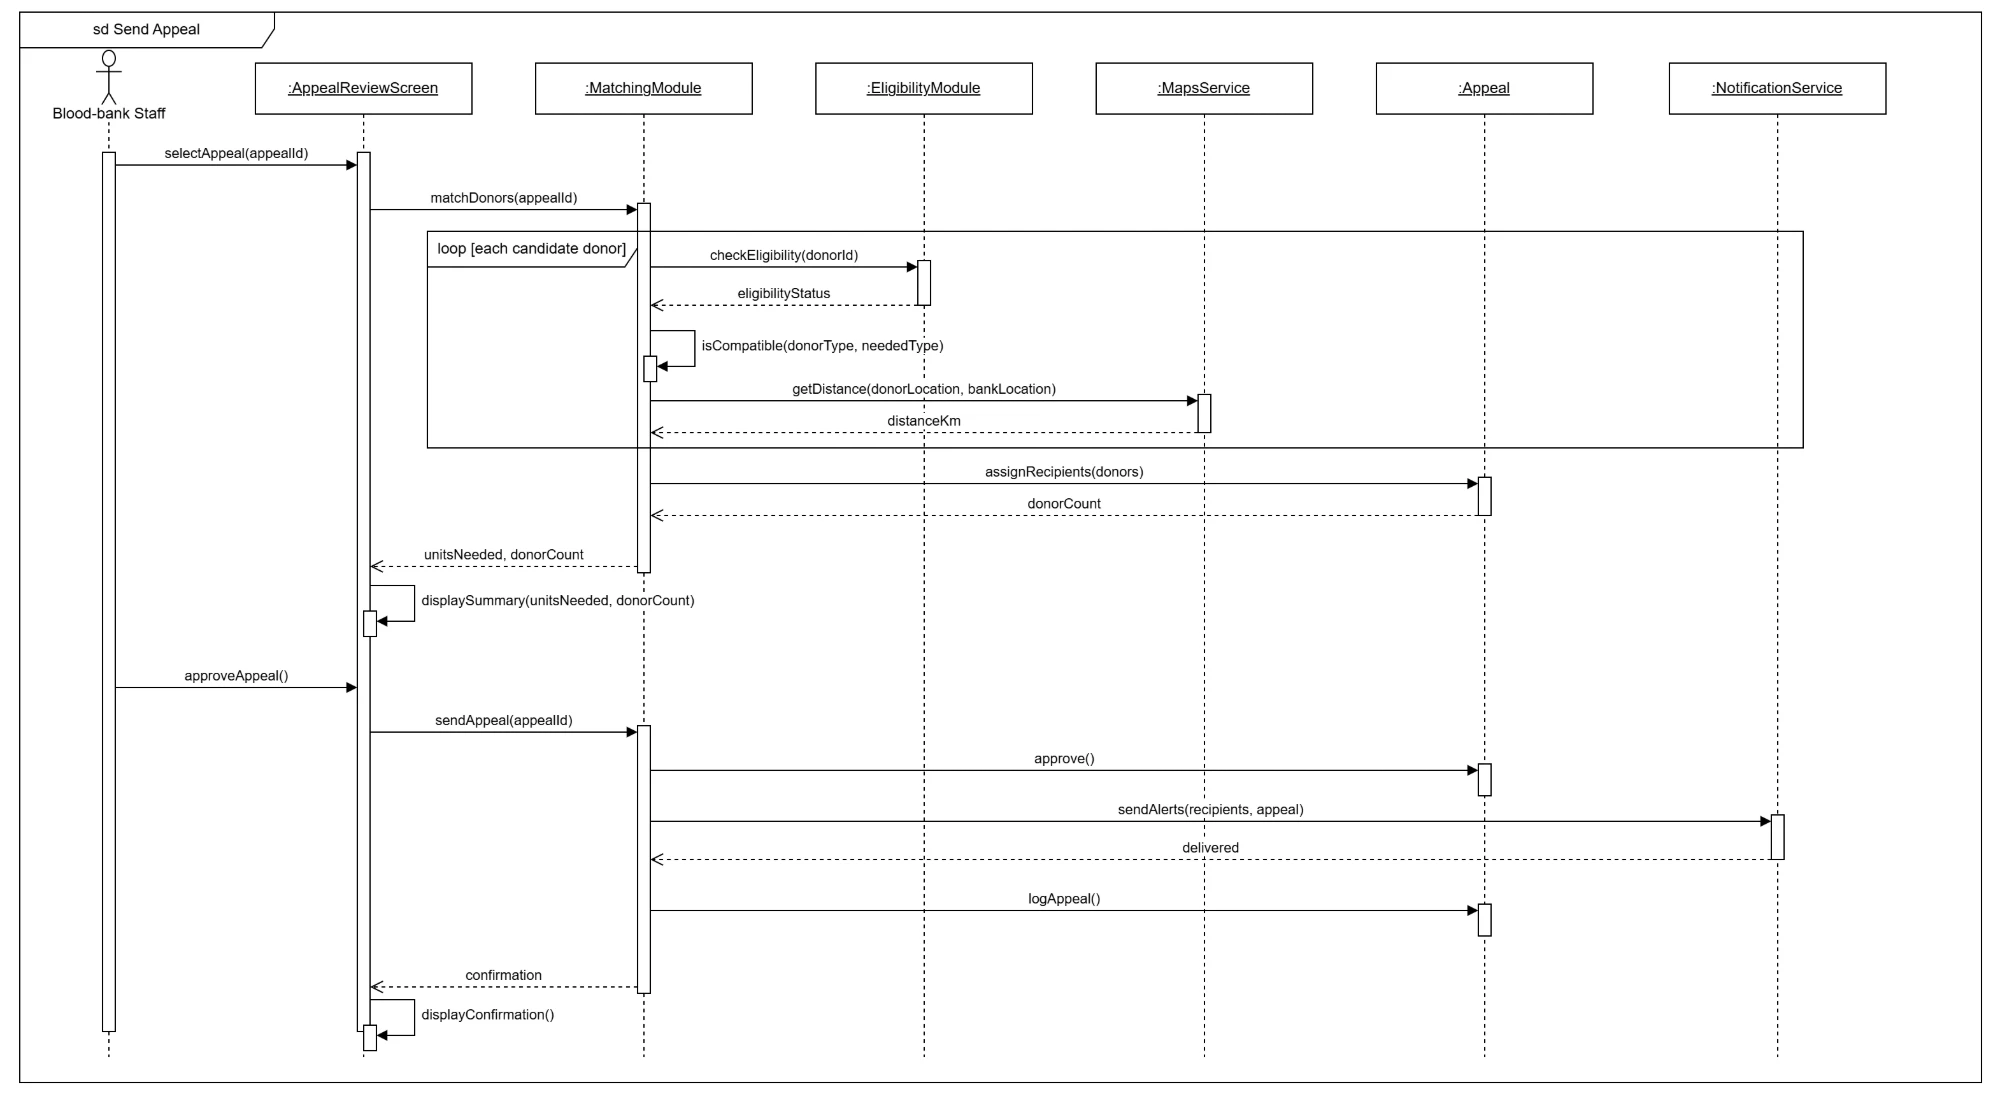 sd Send Appeal
Blood-bank Staff
:AppealReviewScreen
:MatchingModule
:EligibilityModule
:MapsService
:Appeal
:NotificationService
selectAppeal(appealId)
matchDonors(appealId)
loop [each candidate donor]
checkEligibility(donorId)
eligibilityStatus
isCompatible(donorType, neededType)
getDistance(donorLocation, bankLocation)
distanceKm
assignRecipients(donors)
donorCount
unitsNeeded, donorCount
displaySummary(unitsNeeded, donorCount)
approveAppeal()
sendAppeal(appealId)
approve()
sendAlerts(recipients, appeal)
delivered
logAppeal()
confirmation
displayConfirmation()